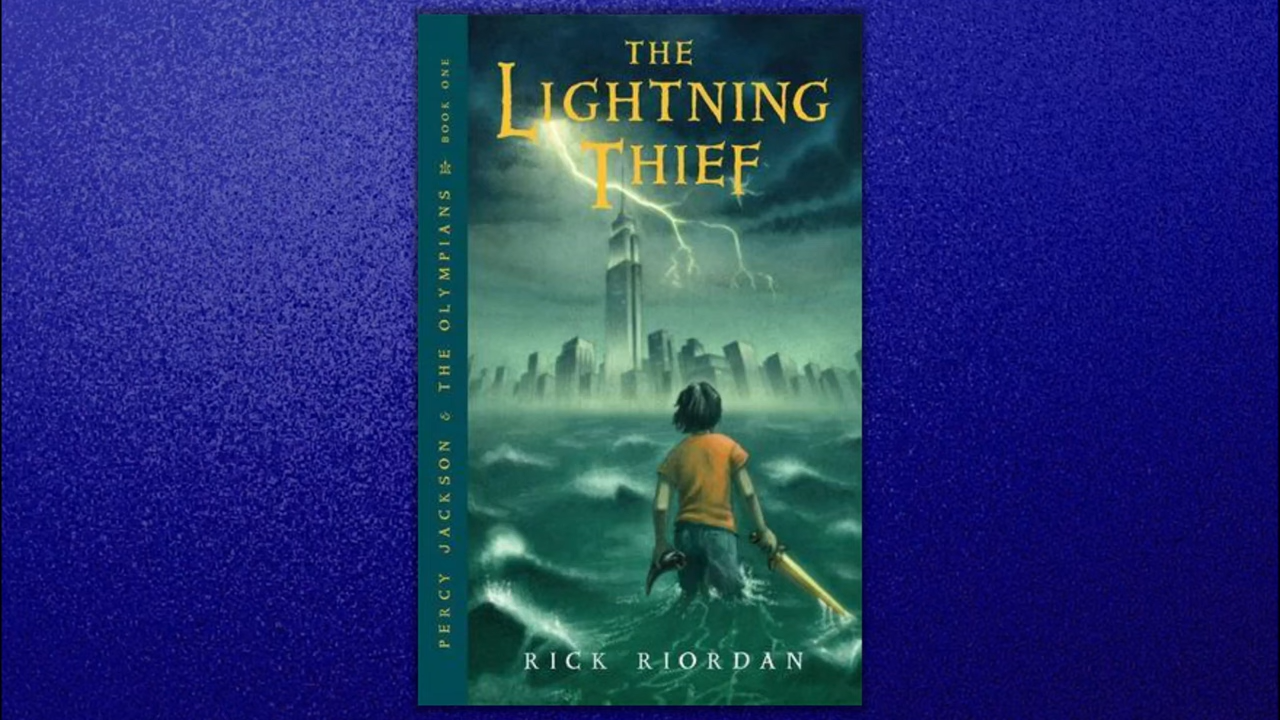 THE
LIGHTNING
THIEF
PERCY JACKSON & THE OLYMPIANS BOOK ONE
RICK RIORDAN